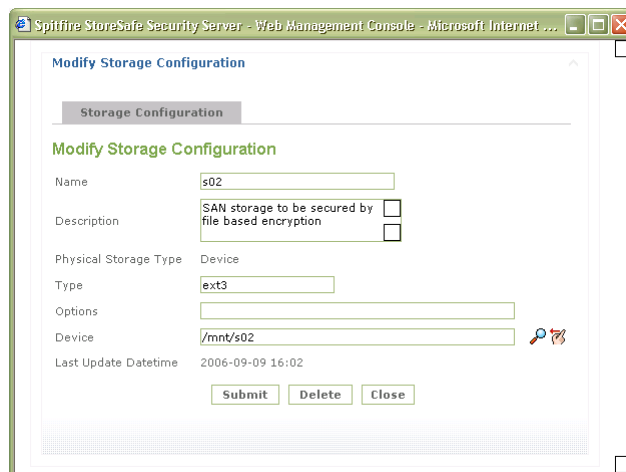 Spitfire StoreSafe Security Server - Web Management Console - Microsoft Internet ...
Modify Storage Configuration
Storage Configuration
Modify Storage Configuration
Name s02
Description SAN storage to be secured by
file based encryption
Physical Storage Type Device
Type ext3
Options
Device /mnt/s02
Last Update Datetime 2006-09-09 16:02
Submit Delete Close